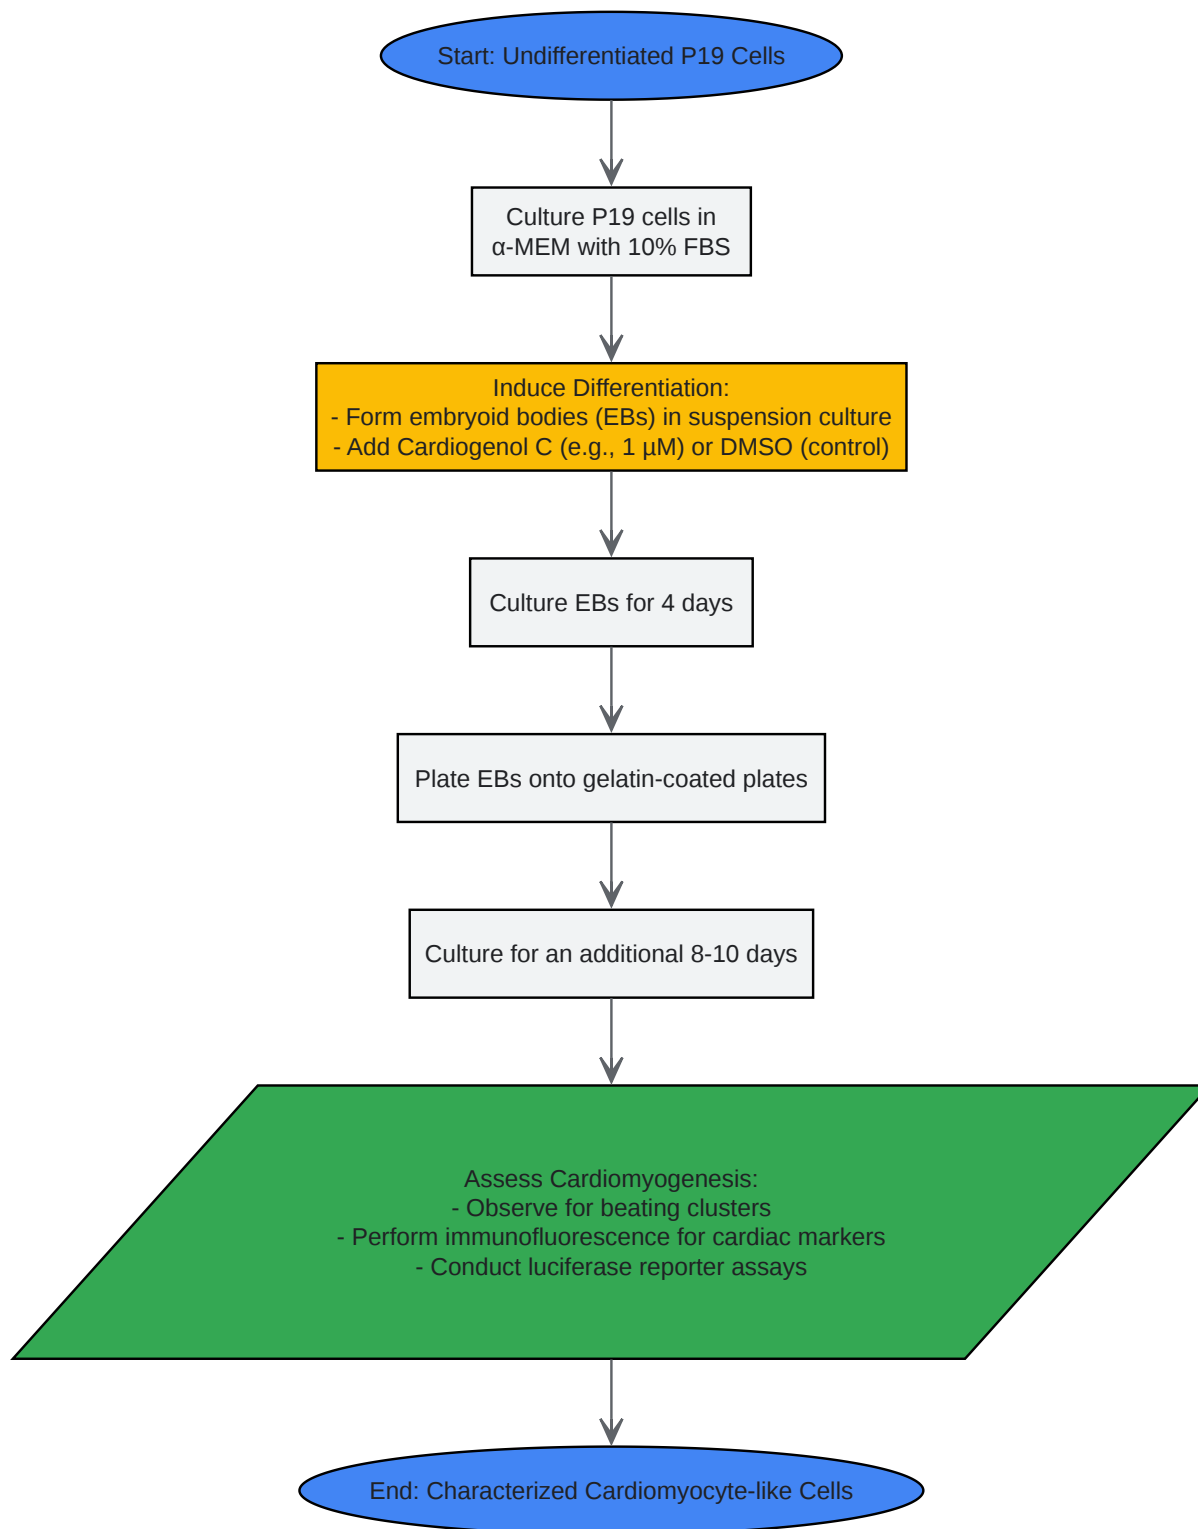 Start: Undifferentiated P19 Cells
Culture P19 cells in
α-MEM with 10% FBS
Induce Differentiation:
- Form embryoid bodies (EBs) in suspension culture
- Add Cardiogenol C (e.g., 1 µM) or DMSO (control)
Culture EBs for 4 days
Plate EBs onto gelatin-coated plates
Culture for an additional 8-10 days
Assess Cardiomyogenesis:
- Observe for beating clusters
- Perform immunofluorescence for cardiac markers
- Conduct luciferase reporter assays
End: Characterized Cardiomyocyte-like Cells